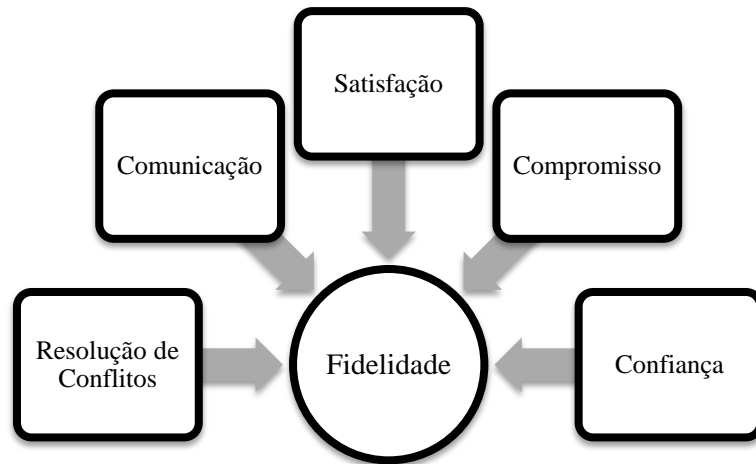 Satisfação
Comunicação
Compromisso
Resolução de
Conflitos
Fidelidade
Confiança